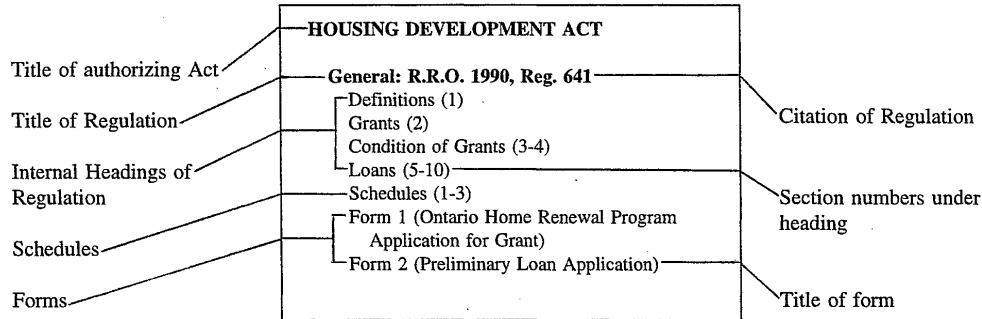 HOUSING DEVELOPMENT ACT
Title of authorizing Act
General: R.R.O. 1990, Reg. 641
Definitions (1)
Title of Regulation
Citation of Regulation
Grants (2)
Condition of Grants (3-4)
Internal Headings of
Regulation
Loans (5-10)
Schedules (1-3)
Section numbers under
heading
Form 1 (Ontario Home Renewal Program
Application for Grant)
Schedules
Form 2 (Preliminary Loan Application)
Forms
Title of form